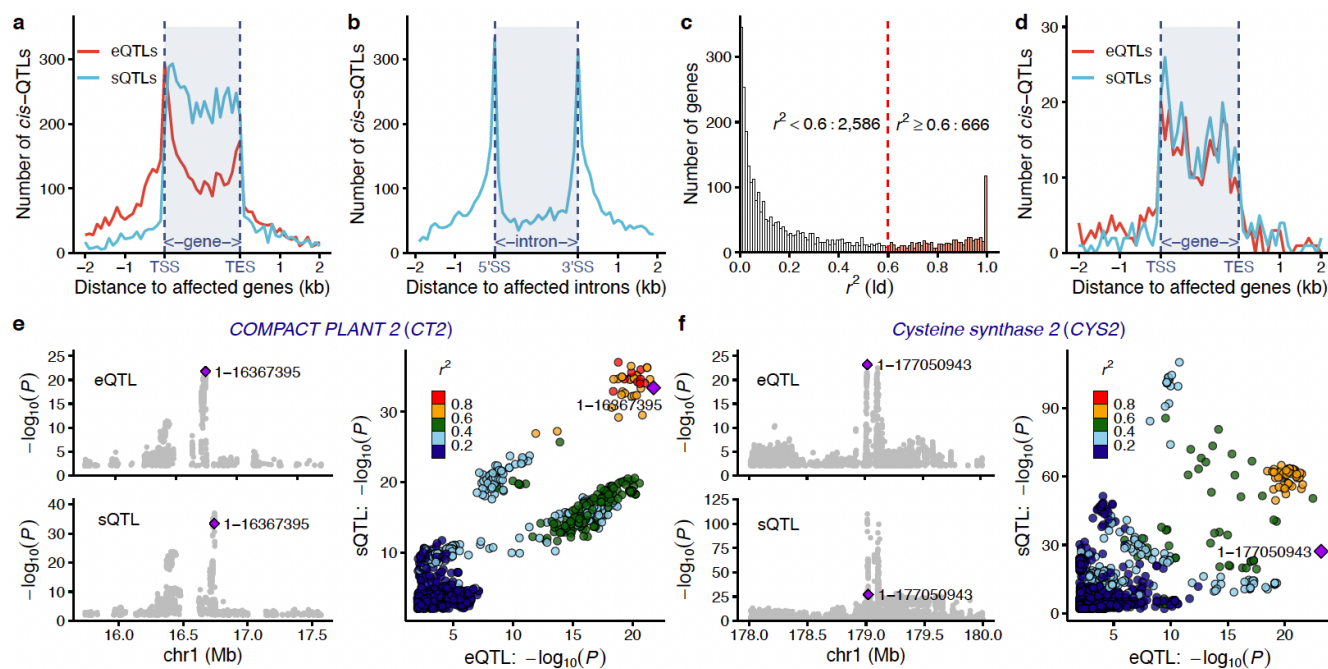 a
Number of cis−QTLs
300
200
100
0
eQTLs
sQTLs
<−gene−>
−2
−1
TSS
TES
1
2
Distance to affected genes (kb)
b
Number of cis−sQTLs
300
200
100
0
<−intron−>
−2
−1
5'SS
3'SS
1
2
Distance to affected introns (kb)
c
Number of genes
300
200
100
0
r² < 0.6 : 2,586
r² ≥ 0.6 : 666
0.0
0.2
0.4
0.6
0.8
1.0
r² (ld)
d
Number of cis−QTLs
30
20
10
0
eQTLs
sQTLs
<−gene−>
−2
−1
TSS
TES
1
2
Distance to affected genes (kb)
e
COMPACT PLANT 2 (CT2)
−log₁₀(P)
25
20
15
10
5
0
eQTL
1−16367395
−log₁₀(P)
40
30
20
10
0
sQTL
1−16367395
16.0
16.5
17.0
17.5
chr1 (Mb)
sQTL: −log₁₀(P)
30
20
10
r²
0.8
0.6
0.4
0.2
1−16367395
5
10
15
20
eQTL: −log₁₀(P)
f
Cysteine synthase 2 (CYS2)
−log₁₀(P)
25
20
15
10
5
0
eQTL
1−177050943
−log₁₀(P)
125
100
75
50
25
0
sQTL
1−177050943
178.0
178.5
179.0
179.5
180.0
chr1 (Mb)
sQTL: −log₁₀(P)
90
60
30
0
r²
0.8
0.6
0.4
0.2
1−177050943
5
10
15
20
eQTL: −log₁₀(P)